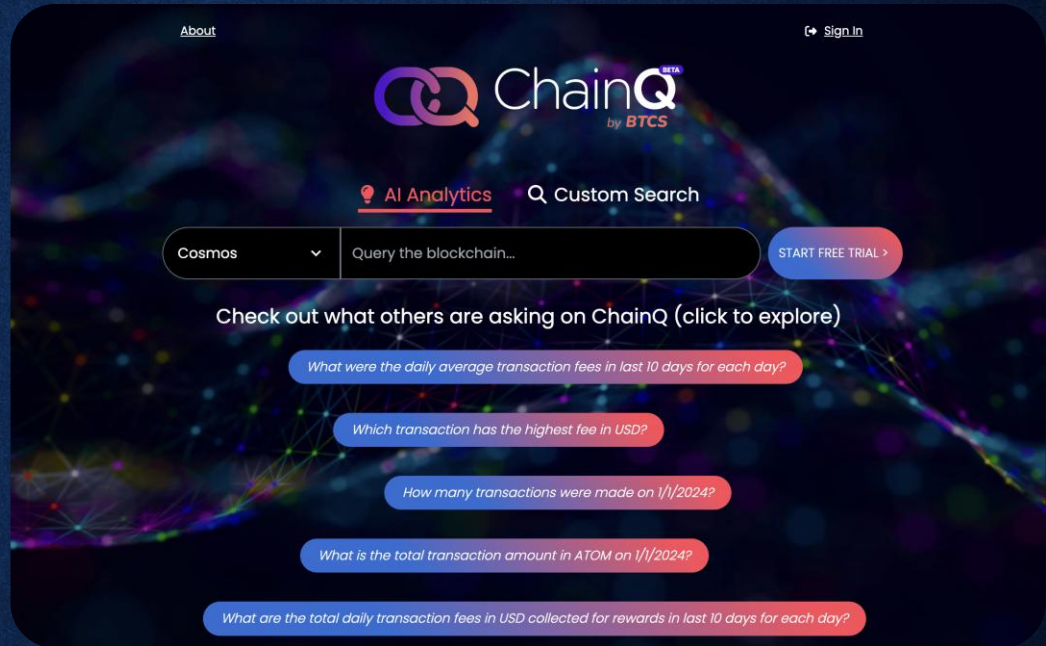 About
Sign In
ChainQ BETA
by BTCS
AI Analytics
Custom Search
Cosmos
Query the blockchain...
START FREE TRIAL >
Check out what others are asking on ChainQ (click to explore)
What were the daily average transaction fees in last 10 days for each day?
Which transaction has the highest fee in USD?
How many transactions were made on 1/1/2024?
What is the total transaction amount in ATOM on 1/1/2024?
What are the total daily transaction fees in USD collected for rewards in last 10 days for each day?